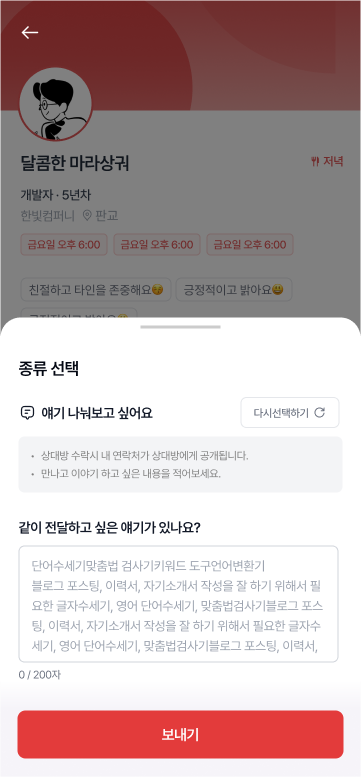 달콤한 마라상궈
저녁
개발자 · 5년차
한빛컴퍼니 판교
금요일 오후 6:00 금요일 오후 6:00 금요일 오후 6:00
친절하고 타인을 존중해요😚 긍정적이고 밝아요😀
종류 선택
얘기 나눠보고 싶어요
다시선택하기
• 상대방 수락시 내 연락처가 상대방에게 공개됩니다.
• 만나고 이야기 하고 싶은 내용을 적어보세요.
같이 전달하고 싶은 얘기가 있나요?
단어수세기맞춤법 검사기키워드 도구언어변환기
블로그 포스팅, 이력서, 자기소개서 작성을 잘 하기 위해서 필
요한 글자수세기, 영어 단어수세기, 맞춤법검사기블로그 포스
팅, 이력서, 자기소개서 작성을 잘 하기 위해서 필요한 글자수
세기, 영어 단어수세기, 맞춤법검사기블로그 포스팅, 이력서,
0 / 200자
보내기